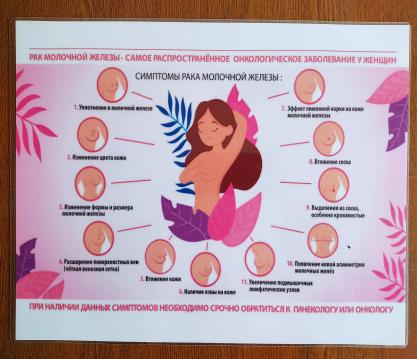 РАК МОЛОЧНОЙ ЖЕЛЕЗЫ - САМОЕ РАСПРОСТРАНЁННОЕ ОНКОЛОГИЧЕСКОЕ ЗАБОЛЕВАНИЕ У ЖЕНЩИН
СИМПТОМЫ РАКА МОЛОЧНОЙ ЖЕЛЕЗЫ :
1. Уплотнение в молочной железе
2. Изменение цвета кожи
3. Изменение формы и размера
молочной железы
4. Расширение поверхностных вен
(чёткая венозная сетка)
5. Втяжение кожи
6. Наличие язвы на коже
7. Эффект лимонной корки на коже
молочной железы
8. Втяжение соска
9. Выделения из соска,
особенно кровянистые
10. Появление новой асимметрии
молочных желёз
11. Увеличение подмышечных
лимфатических узлов
ПРИ НАЛИЧИИ ДАННЫХ СИМПТОМОВ НЕОБХОДИМО СРОЧНО ОБРАТИТЬСЯ К ГИНЕКОЛОГУ ИЛИ ОНКОЛОГУ